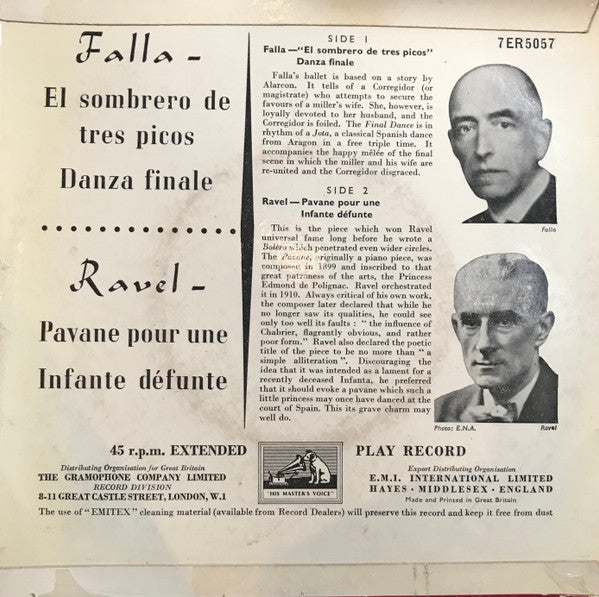 Falla –
El sombrero de
tres picos
Danza finale
Ravel –
Pavane pour une
Infante défunte
SIDE 1
Falla — "El sombrero de tres picos"
Danza finale
Falla's ballet is based on a story by
Alarcon. It tells of a Corregidor (or
magistrate) who attempts to secure the
favours of a miller's wife. She, however, is
loyally devoted to her husband, and the
Corregidor is foiled. The Final Dance is in
rhythm of a Jota, a classical Spanish dance
from Aragon in a free triple time. It
accompanies the happy mêlée of the final
scene in which the miller and his wife are
re-united and the Corregidor disgraced.
SIDE 2
Ravel — Pavane pour une
Infante défunte
This is the piece which won Ravel
universal fame long before he wrote a
Boléro which penetrated even wider circles.
The Pavane, originally a piano piece, was
composed in 1899 and inscribed to that
great patroness of the arts, the Princess
Edmond de Polignac. Ravel orchestrated
it in 1910. Always critical of his own work,
the composer later declared that while he
no longer saw its qualities, he could see
only too well its faults : " the influence of
Chabrier, flagrantly obvious, and rather
poor form." Ravel also declared the poetic
title of the piece to be no more than " a
simple alliteration ". Discouraging the
idea that it was intended as a lament for a
recently deceased Infanta, he preferred
that it should evoke a pavane which such
a little princess may once have danced at the
court of Spain. This its grave charm may
well do.
7ER5057
Falla
Photo: E.N.A. Ravel
45 r.p.m. EXTENDED PLAY RECORD
Distributing Organisation for Great Britain
THE GRAMOPHONE COMPANY LIMITED
RECORD DIVISION
8-11 GREAT CASTLE STREET, LONDON, W.1
"HIS MASTER'S VOICE"
Export Distributing Organisation
E.M.I. INTERNATIONAL LIMITED
HAYES · MIDDLESEX · ENGLAND
Made and Printed in Great Britain
The use of "EMITEX" cleaning material (available from Record Dealers) will preserve this record and keep it free from dust